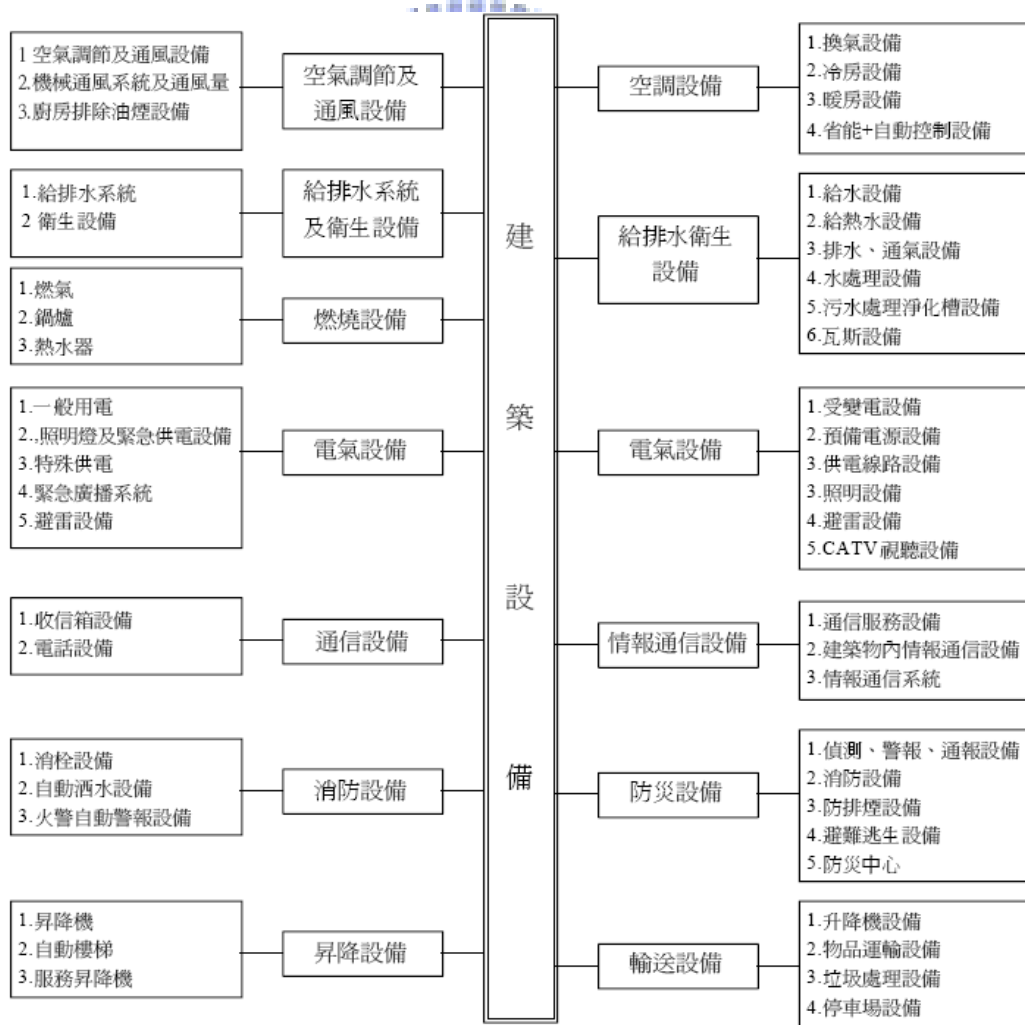 1 空氣調節及通風設備
2.機械通風系統及通風量
3.廚房排除油煙設備
空氣調節及
通風設備
1.給排水系統
2 衛生設備
給排水系統
及衛生設備
1.燃氣
2.鍋爐
3.熱水器
燃燒設備
1.一般用電
2.,照明燈及緊急供電設備
3.特殊供電
4.緊急廣播系統
5.避雷設備
電氣設備
1.收信箱設備
2.電話設備
通信設備
1.消栓設備
2.自動洒水設備
3.火警自動警報設備
消防設備
1.昇降機
2.自動樓梯
3.服務昇降機
昇降設備
建
築
設
備
空調設備
1.換氣設備
2.冷房設備
3.暖房設備
4.省能+自動控制設備
給排水衛生
設備
1.給水設備
2.給熱水設備
3.排水、通氣設備
4.水處理設備
5.污水處理淨化槽設備
6.瓦斯設備
電氣設備
1.受變電設備
2.預備電源設備
3.供電線路設備
3.照明設備
4.避雷設備
5.CATV 視聽設備
情報通信設備
1.通信服務設備
2.建築物內情報通信設備
3.情報通信系統
防災設備
1.偵測、警報、通報設備
2.消防設備
3.防排煙設備
4.避難逃生設備
5.防災中心
輸送設備
1.升降機設備
2.物品運輸設備
3.垃圾處理設備
4.停車場設備